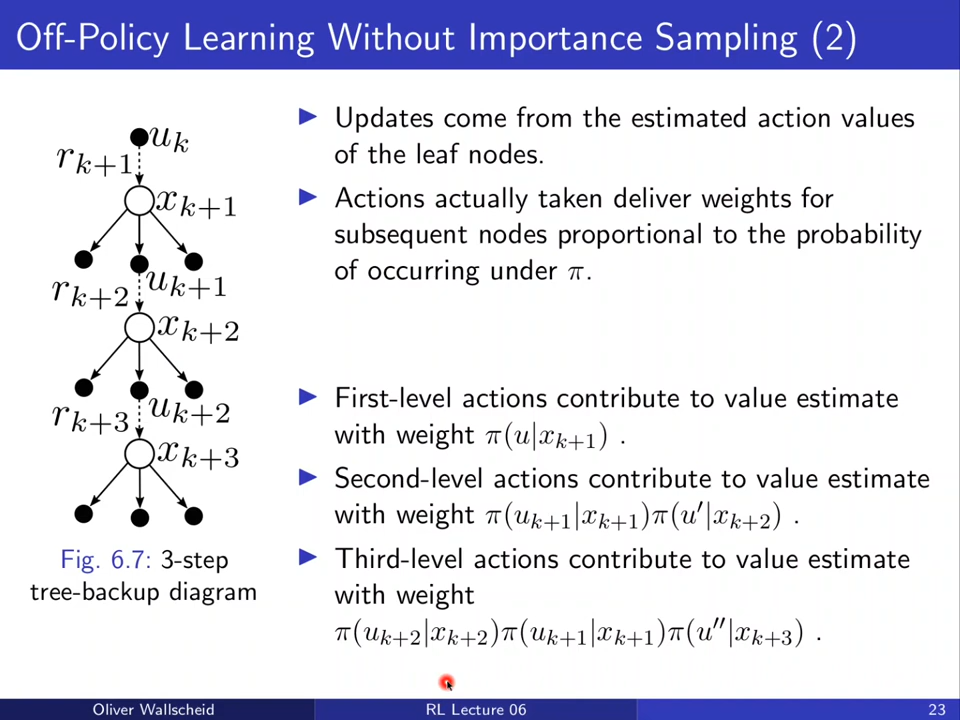 Off-Policy Learning Without Importance Sampling (2)
u_k
r_{k+1}
x_{k+1}
r_{k+2}
u_{k+1}
x_{k+2}
r_{k+3}
u_{k+2}
x_{k+3}
Fig. 6.7: 3-step
tree-backup diagram
▶ Updates come from the estimated action values
of the leaf nodes.
▶ Actions actually taken deliver weights for
subsequent nodes proportional to the probability
of occurring under π.
▶ First-level actions contribute to value estimate
with weight π(u|x_{k+1}) .
▶ Second-level actions contribute to value estimate
with weight π(u_{k+1}|x_{k+1})π(u′|x_{k+2}) .
▶ Third-level actions contribute to value estimate
with weight
π(u_{k+2}|x_{k+2})π(u_{k+1}|x_{k+1})π(u″|x_{k+3}) .
Oliver Wallscheid
RL Lecture 06
23